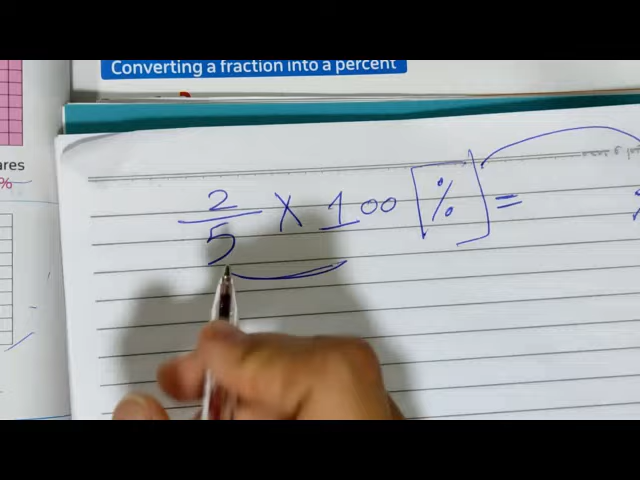 Converting a fraction into a percent
ares
%
2/5 × 100 [%] =